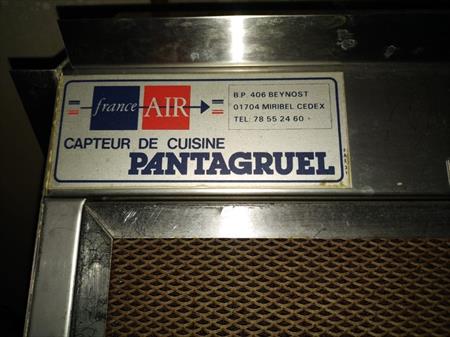 france AIR
B.P. 406 BEYNOST
01704 MIRIBEL CEDEX
TEL: 78 55 24 60
CAPTEUR DE CUISINE
PANTAGRUEL